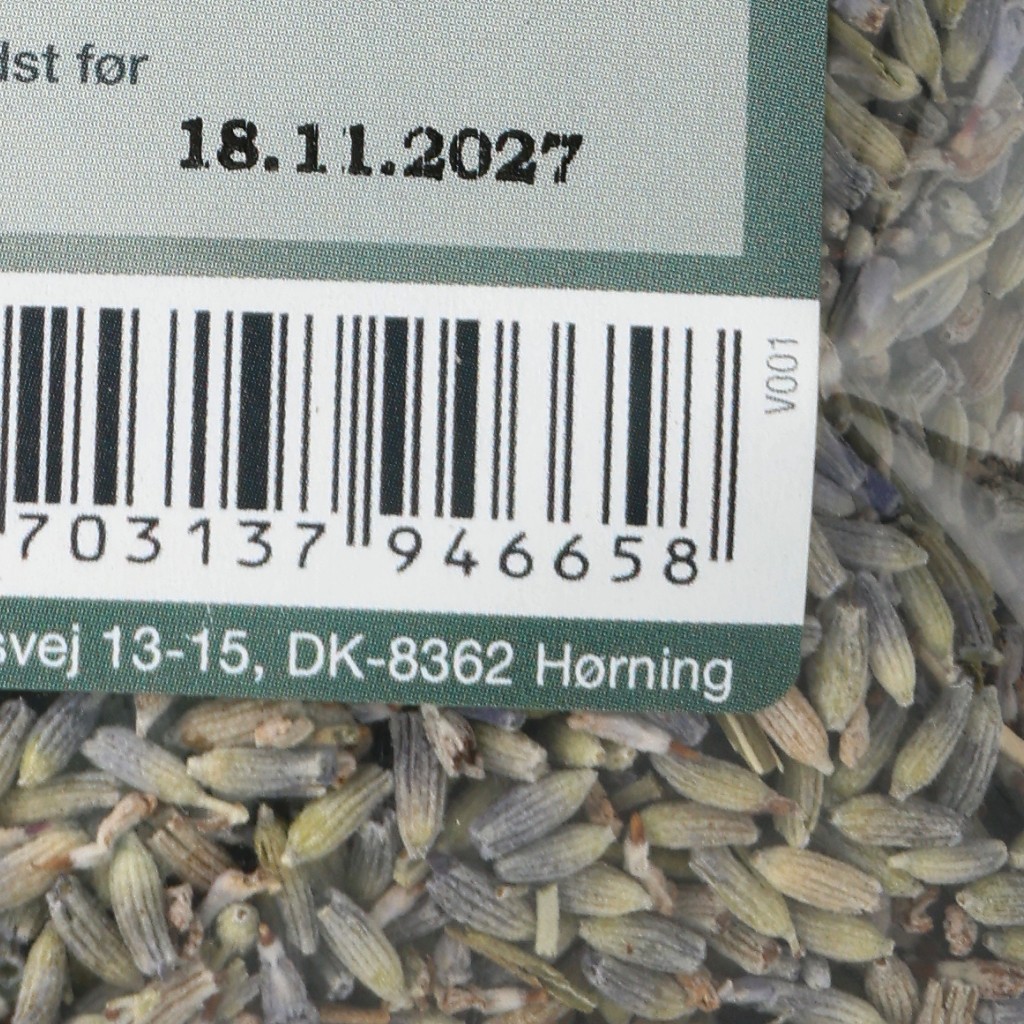 dst før
18.11.2027
V001
703137 946658
svej 13-15, DK-8362 Hørning